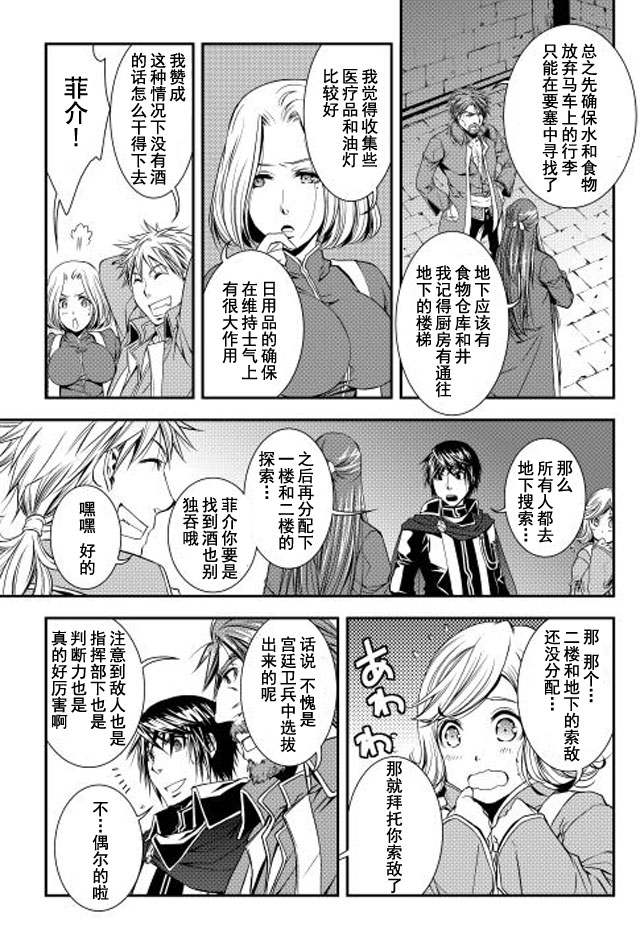 总之先确保水和食物
放弃马车上的行李
只能在要塞中寻找了
地下应该有
食物仓库和井
我记得厨房有通往
地下的楼梯
我觉得收集些
医疗品和油灯
比较好
日用品的确保
在维持士气上
有很大作用
我赞成
这种情况下没有酒
的话怎么干得下去
菲介！
那么
所有人都去
地下搜索…
之后再分配下
一楼和二楼的
探索…
菲介你要是
找到酒也别
独吞哦
嘿嘿 好的
那 那个…
二楼和地下的索敌
还没分配…
あわわわ
那就拜托你索敌了
话说 不愧是
宫廷卫兵中选拔
出来的呢
注意到敌人也是
指挥部下也是
判断力也是
真的好厉害啊
不…偶尔的啦